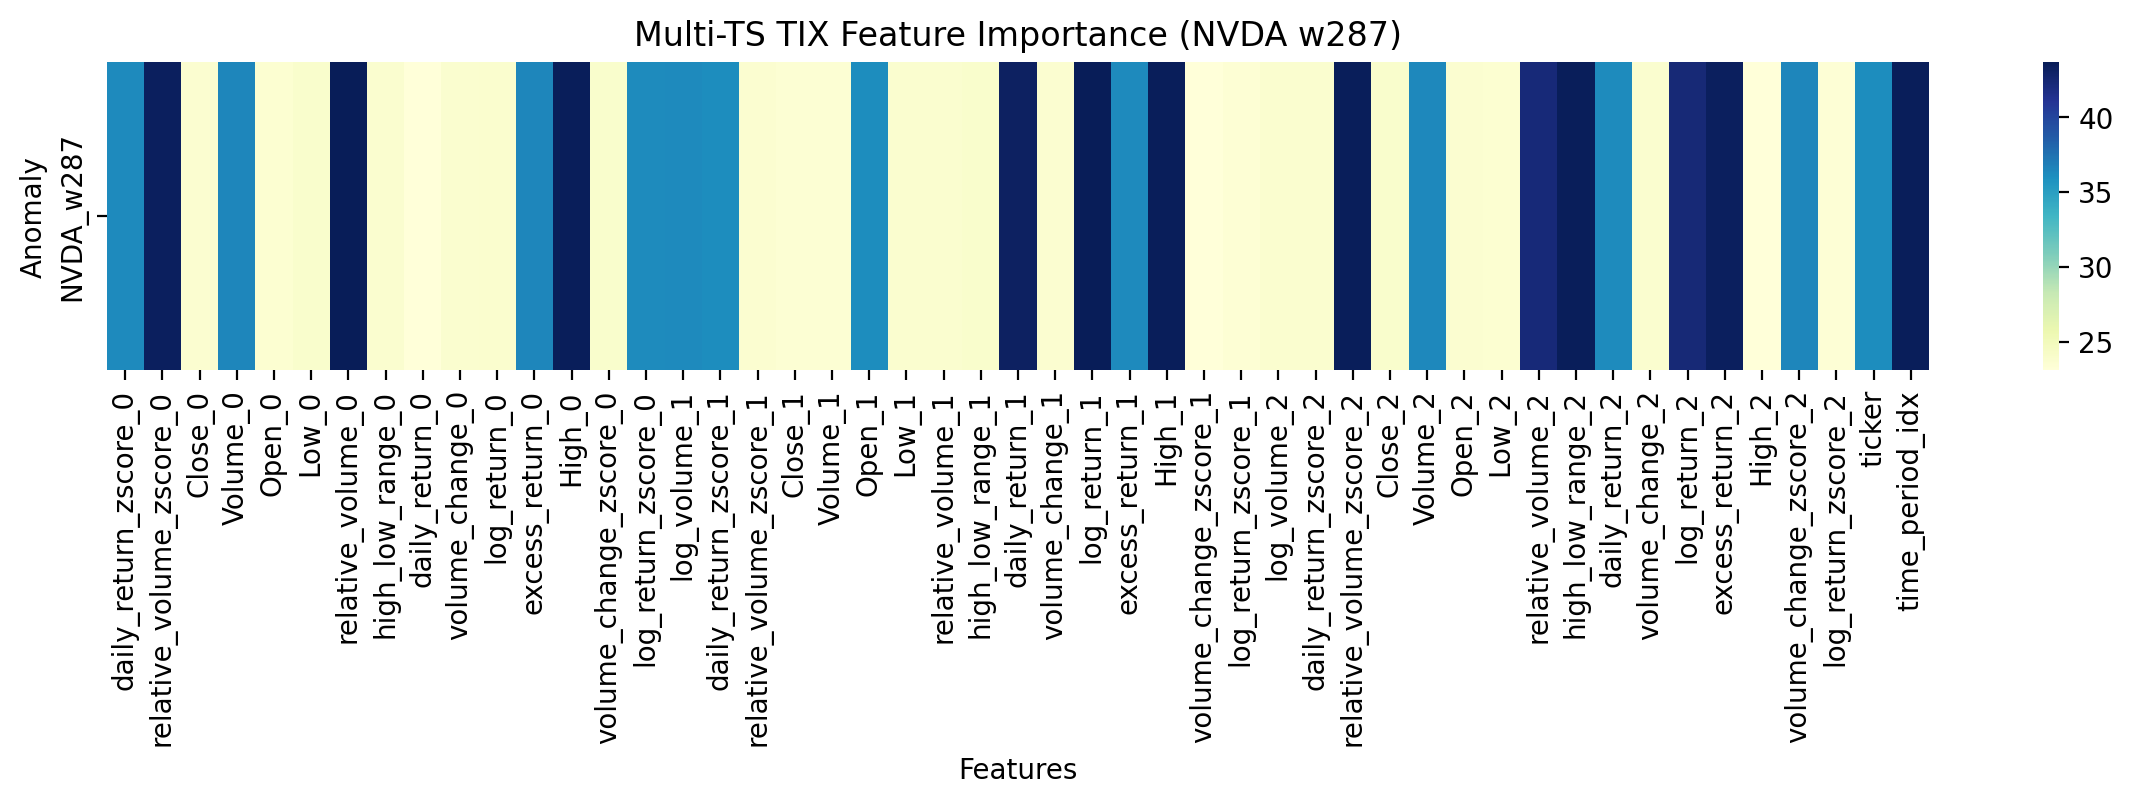 Multi-TS TIX Feature Importance (NVDA w287)
Anomaly
NVDA_w287
40
35
30
25
daily_return_zscore_0
relative_volume_zscore_0
Close_0
Volume_0
Open_0
Low_0
relative_volume_0
high_low_range_0
daily_return_0
volume_change_0
log_return_0
excess_return_0
High_0
volume_change_zscore_0
log_return_zscore_0
log_volume_1
daily_return_zscore_1
relative_volume_zscore_1
Close_1
Volume_1
Open_1
Low_1
relative_volume_1
high_low_range_1
daily_return_1
volume_change_1
log_return_1
excess_return_1
High_1
volume_change_zscore_1
log_return_zscore_1
log_volume_2
daily_return_zscore_2
relative_volume_zscore_2
Close_2
Volume_2
Open_2
Low_2
relative_volume_2
high_low_range_2
daily_return_2
volume_change_2
log_return_2
excess_return_2
High_2
volume_change_zscore_2
log_return_zscore_2
ticker
time_period_idx
Features